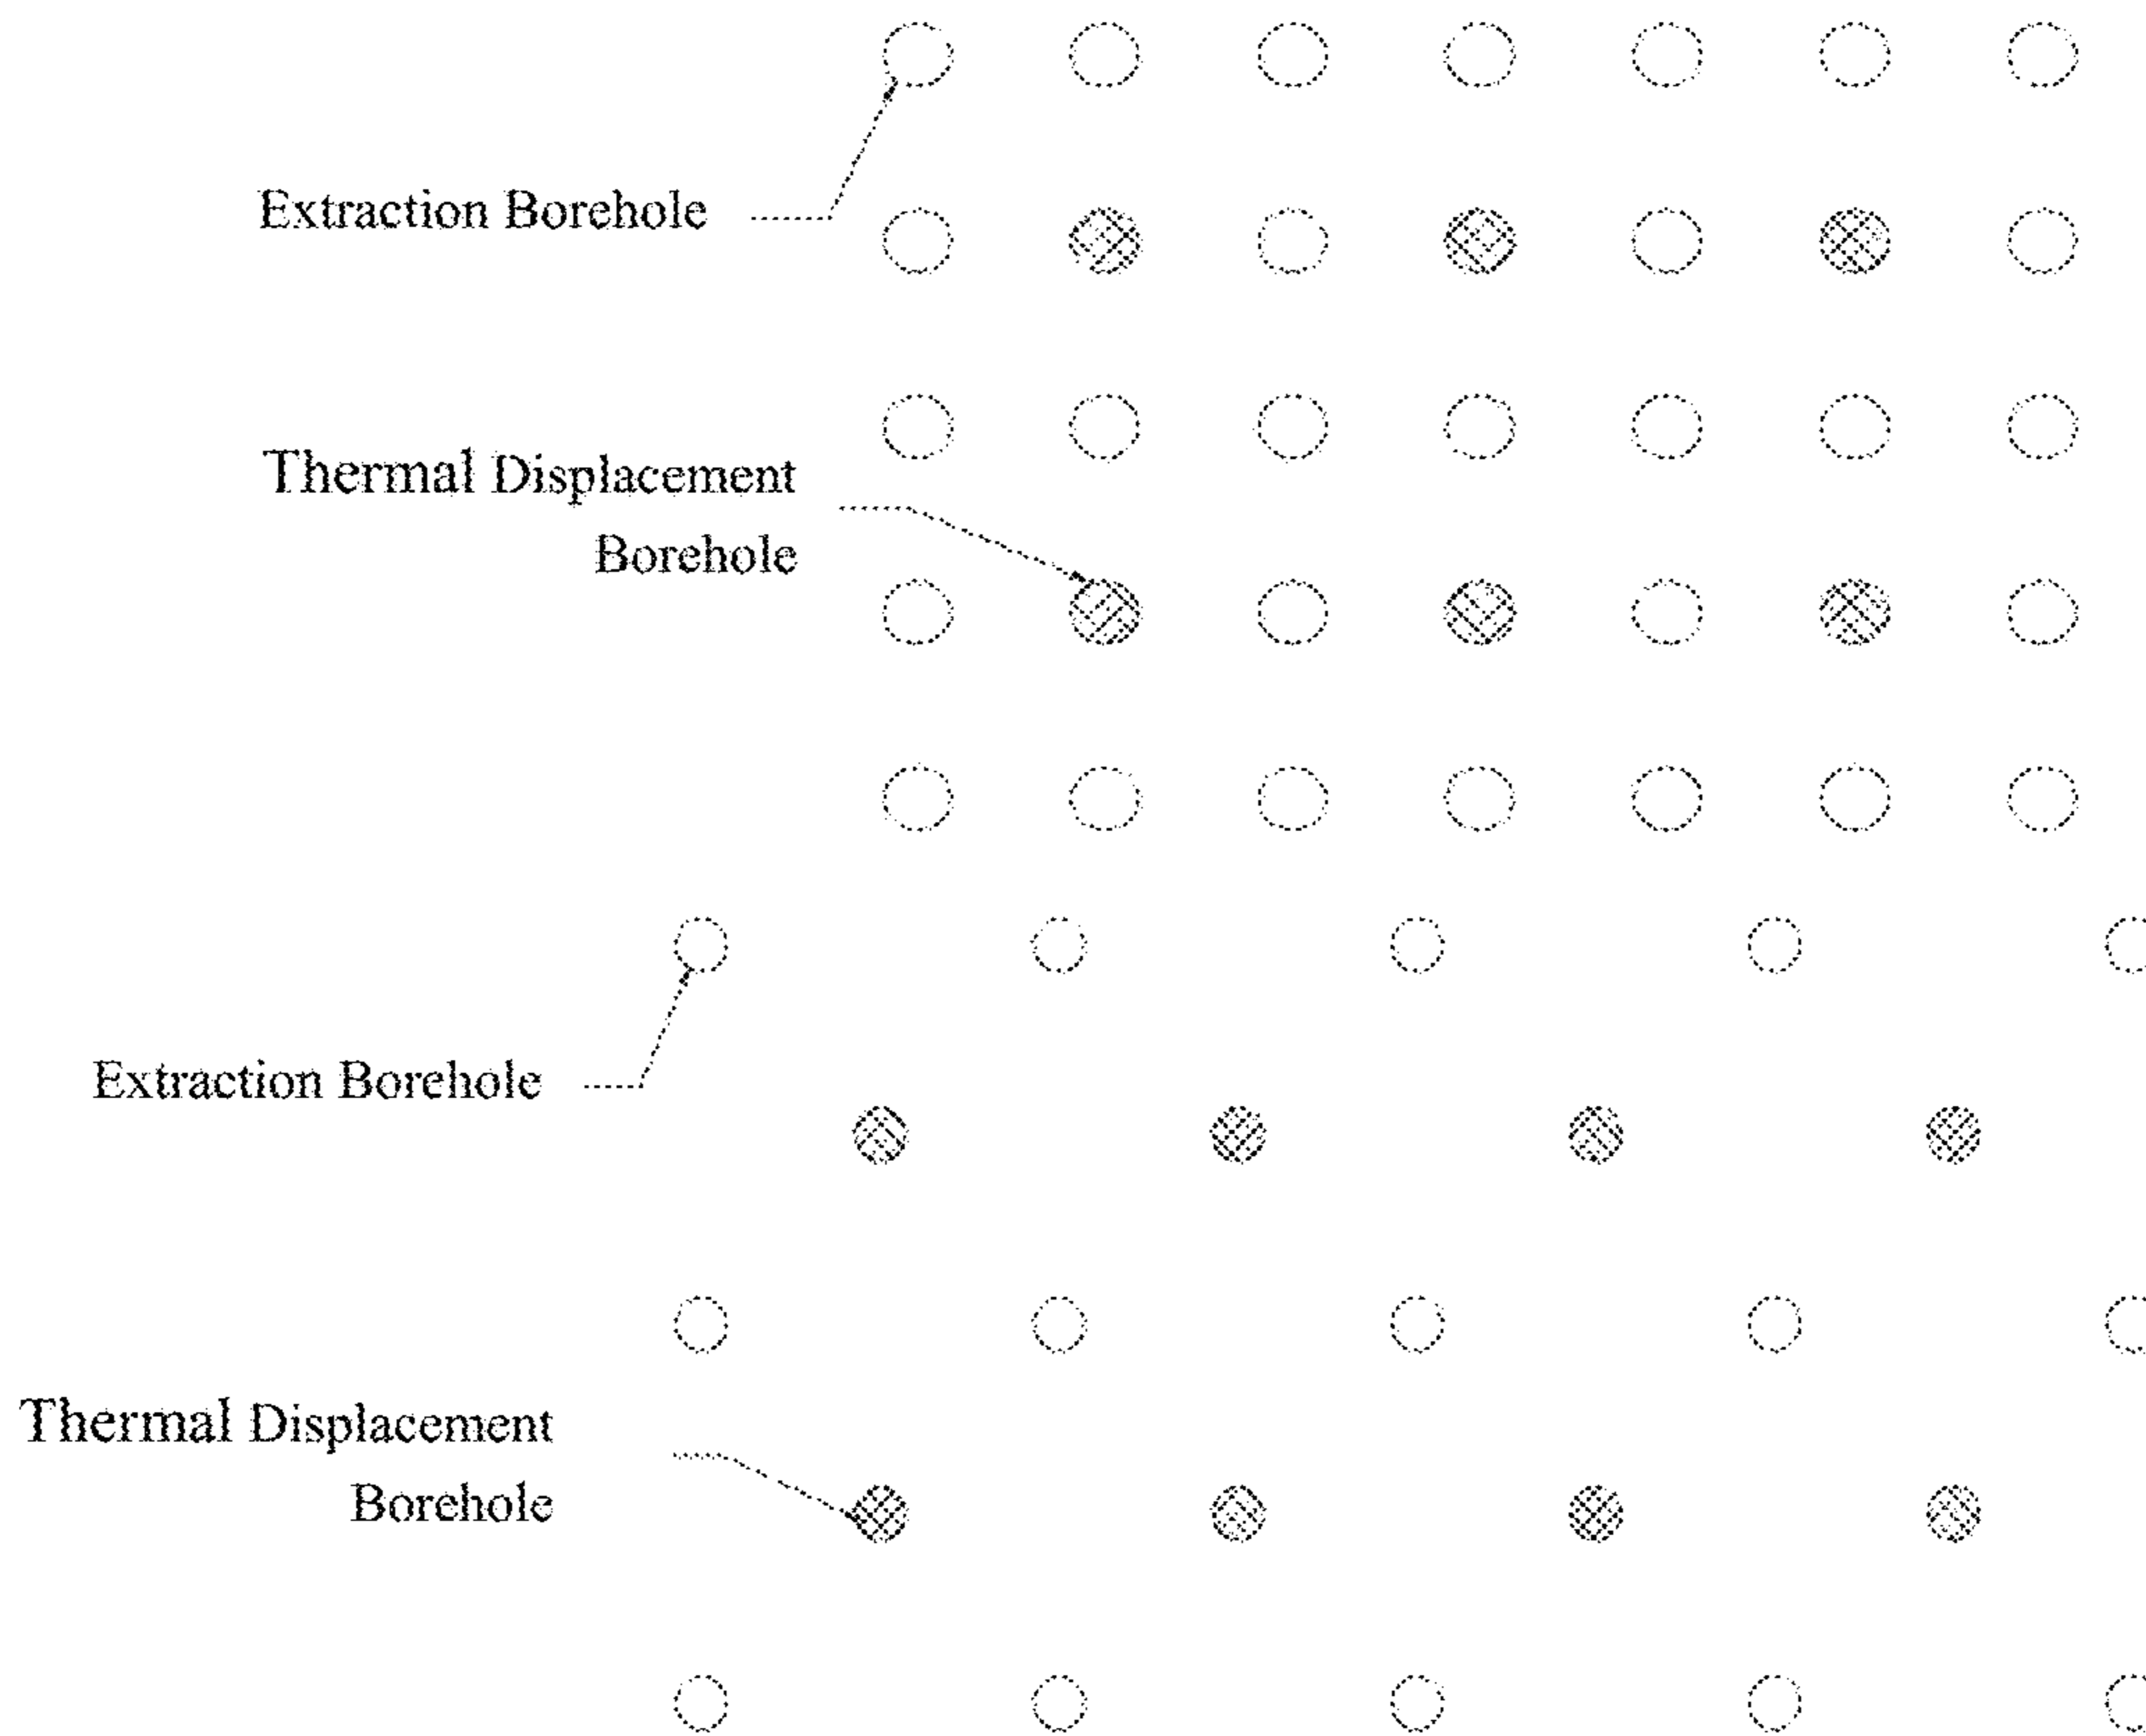 Extraction Borehole
Thermal Displacement
Borehole
Extraction Borehole
Thermal Displacement
Borehole